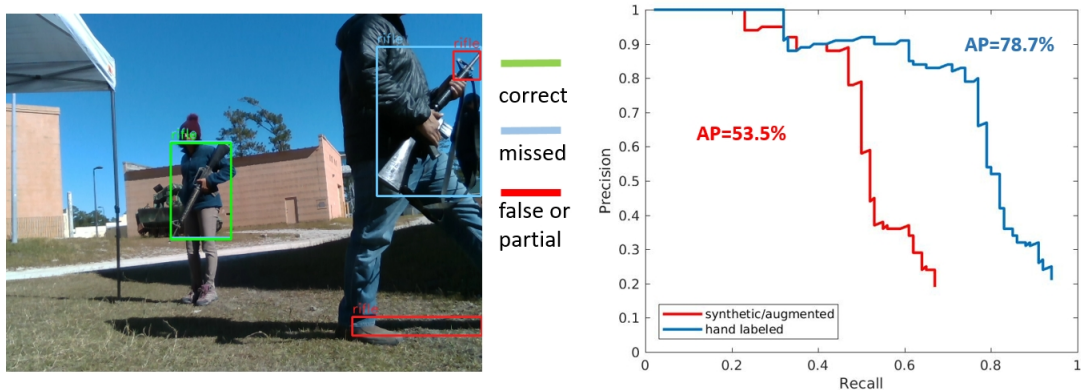 rifle
rifle
rifle
rifle
correct
missed
false or
partial
AP=78.7%
AP=53.5%
Precision
1
0.9
0.8
0.7
0.6
0.5
0.4
0.3
0.2
0.1
0
synthetic/augmented
hand labeled
0
0.2
0.4
0.6
0.8
1
Recall